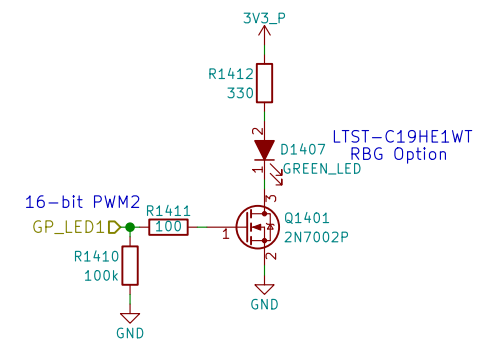 3V3_P
R1412
330
2
D1407
LTST-C19HE1WT
RBG Option
1
GREEN_LED
16-bit PWM2
3
GP_LED1
R1411
100
1
Q1401
2N7002P
R1410
100k
2
GND
GND